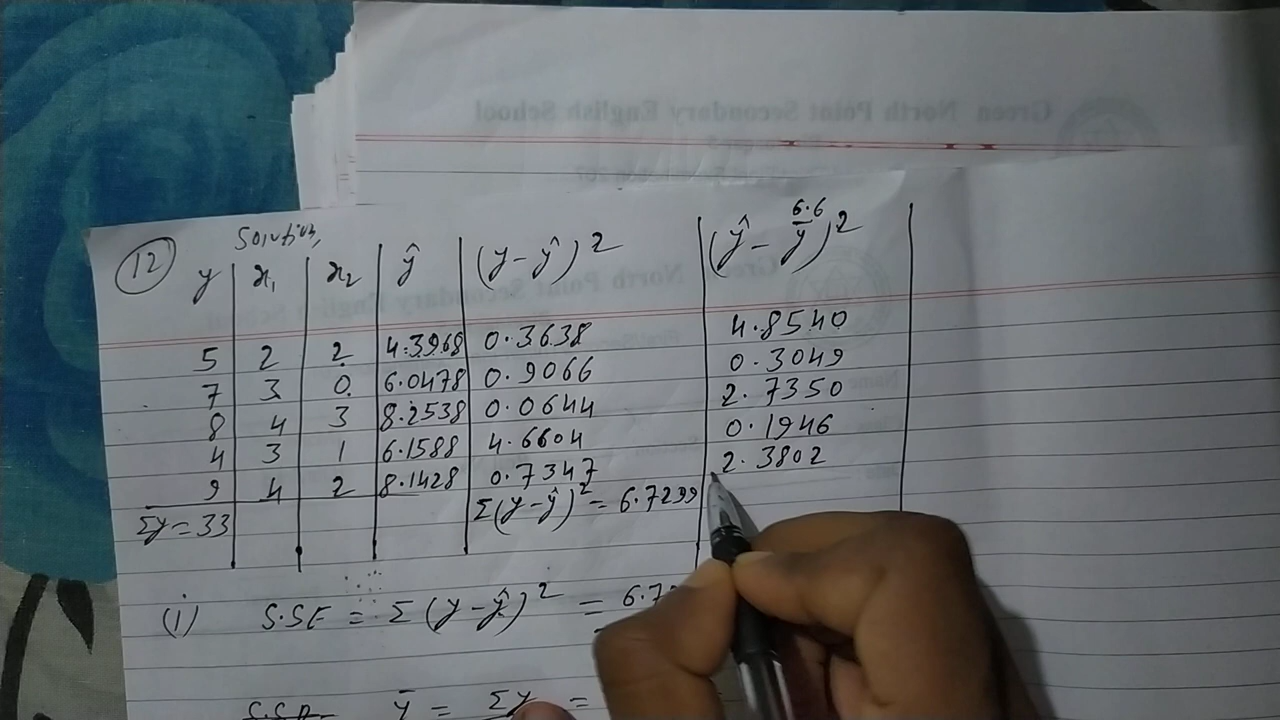 Green North Point Secondary English School
(12) Solution,
y | x₁ | x₂ | ŷ | (y - ŷ)² | (ŷ - ȳ)² 6.6
5 | 2 | 2 | 4.3968 | 0.3638 | 4.8540
7 | 3 | 0 | 6.0478 | 0.9066 | 0.3049
8 | 4 | 3 | 8.2538 | 0.0644 | 2.7350
4 | 3 | 1 | 6.1588 | 4.6604 | 0.1946
9 | 4 | 2 | 8.1428 | 0.7347 | 2.3802
Σy = 33 | Σ(y - ŷ)² = 6.7299
(i) S.SE = Σ (y - ŷ)² = 6.72
S.S.R ȳ = Σy =